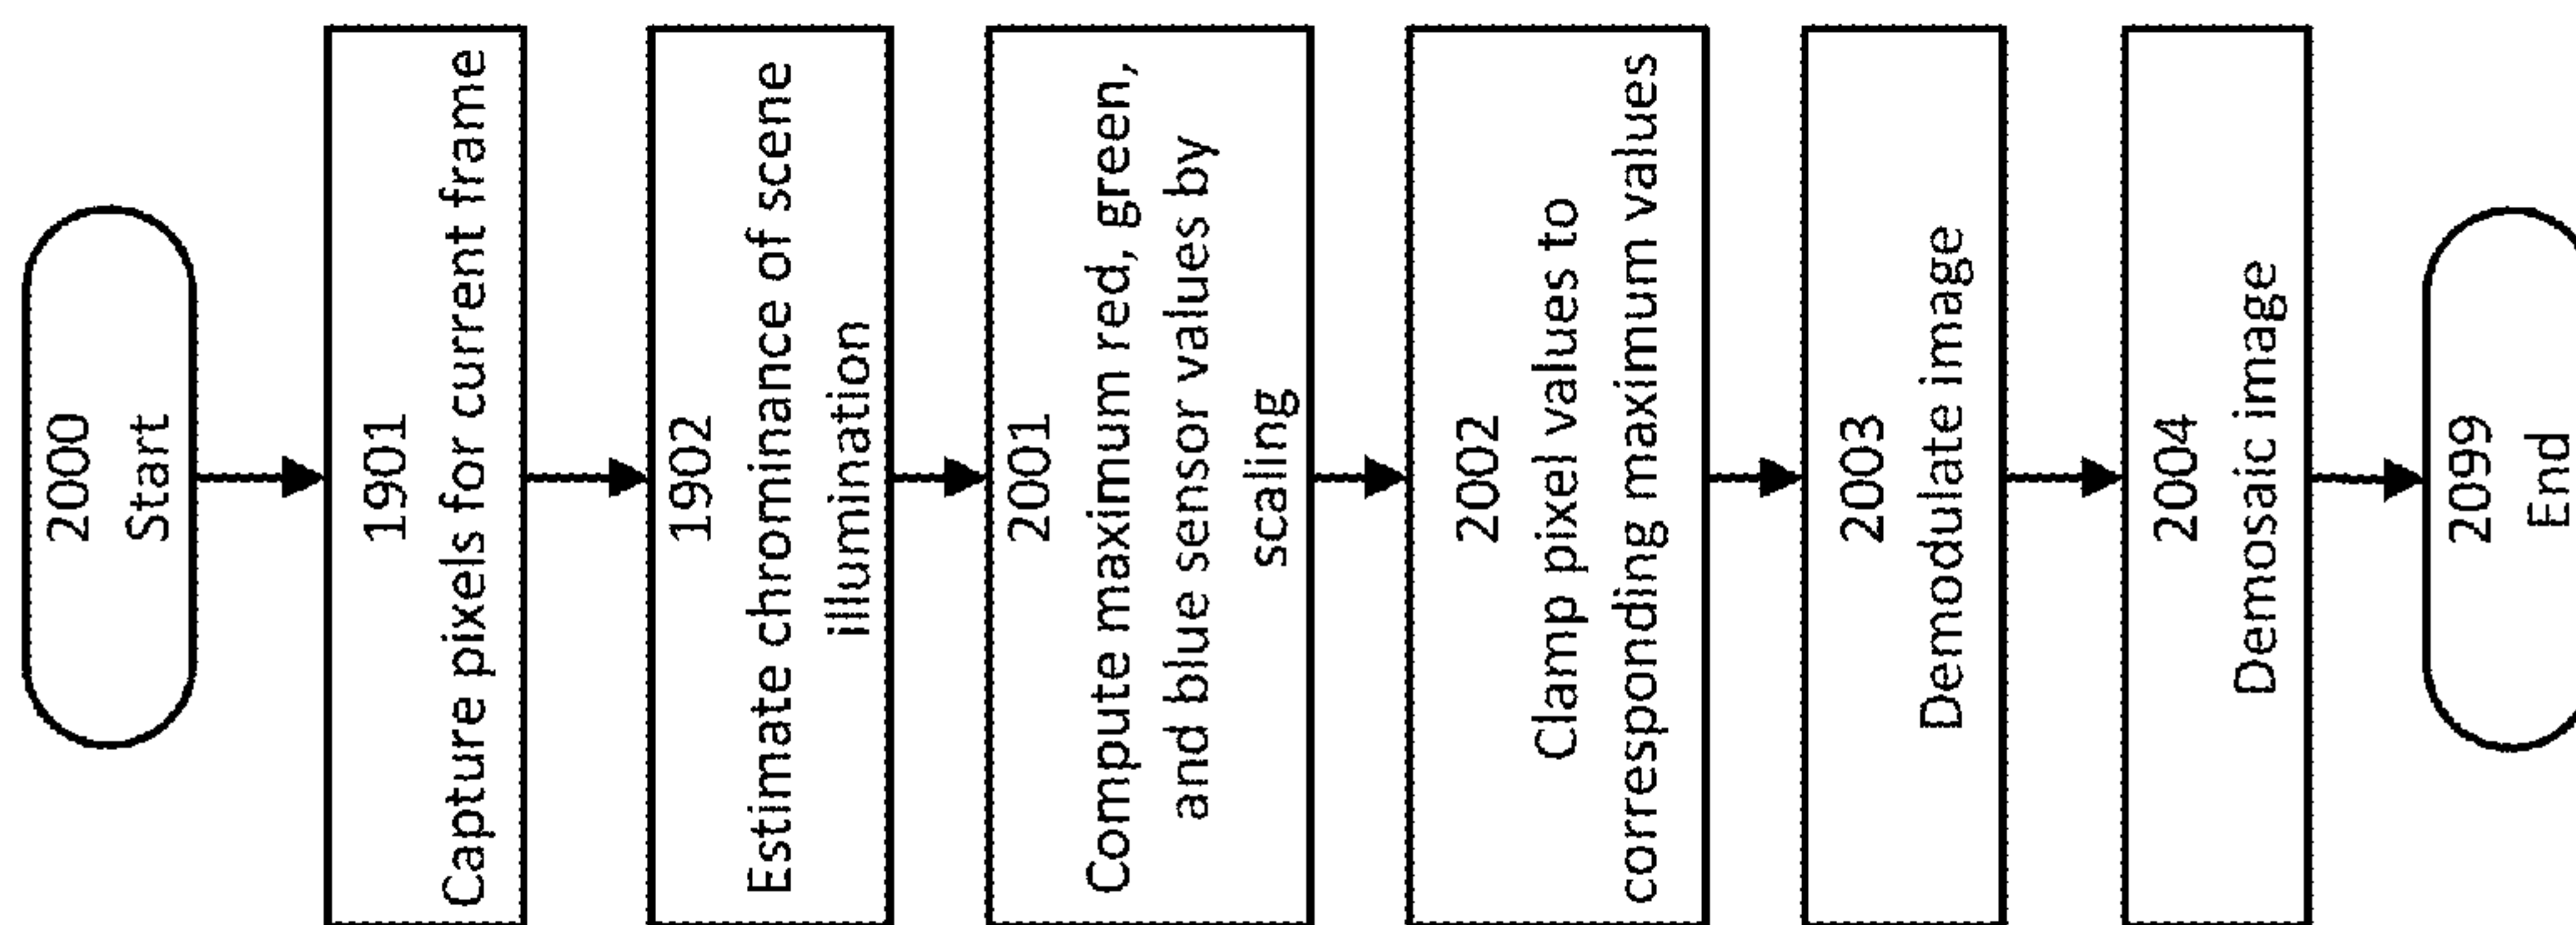 2000
Start
1901
Capture pixels for current frame
1902
Estimate chrominance of scene
illumination
2001
Compute maximum red, green,
and blue sensor values by
scaling
2002
Clamp pixel values to
corresponding maximum values
2003
Demodulate image
2004
Demosaic image
2099
End